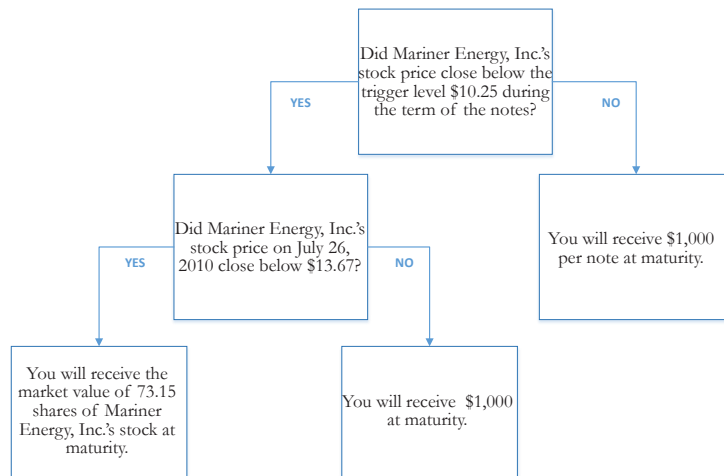 Did Mariner Energy, Inc.'s
stock price close below the
trigger level $10.25 during
the term of the notes?
YES
NO
Did Mariner Energy, Inc.'s
stock price on July 26,
2010 close below $13.67?
You will receive $1,000
per note at maturity.
YES
NO
You will receive the
market value of 73.15
shares of Mariner
Energy, Inc.'s stock at
maturity.
You will receive $1,000
at maturity.